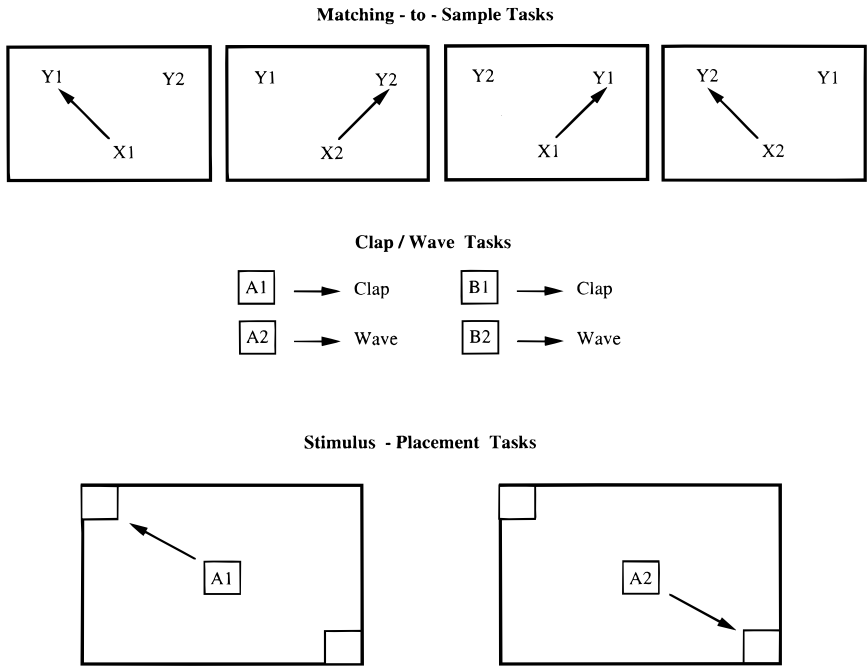 Matching - to - Sample Tasks
Y1 Y2 Y1 Y2 Y2 Y1 Y2 Y1
X1 X2 X1 X2
Clap / Wave Tasks
A1 Clap B1 Clap
A2 Wave B2 Wave
Stimulus - Placement Tasks
A1 A2